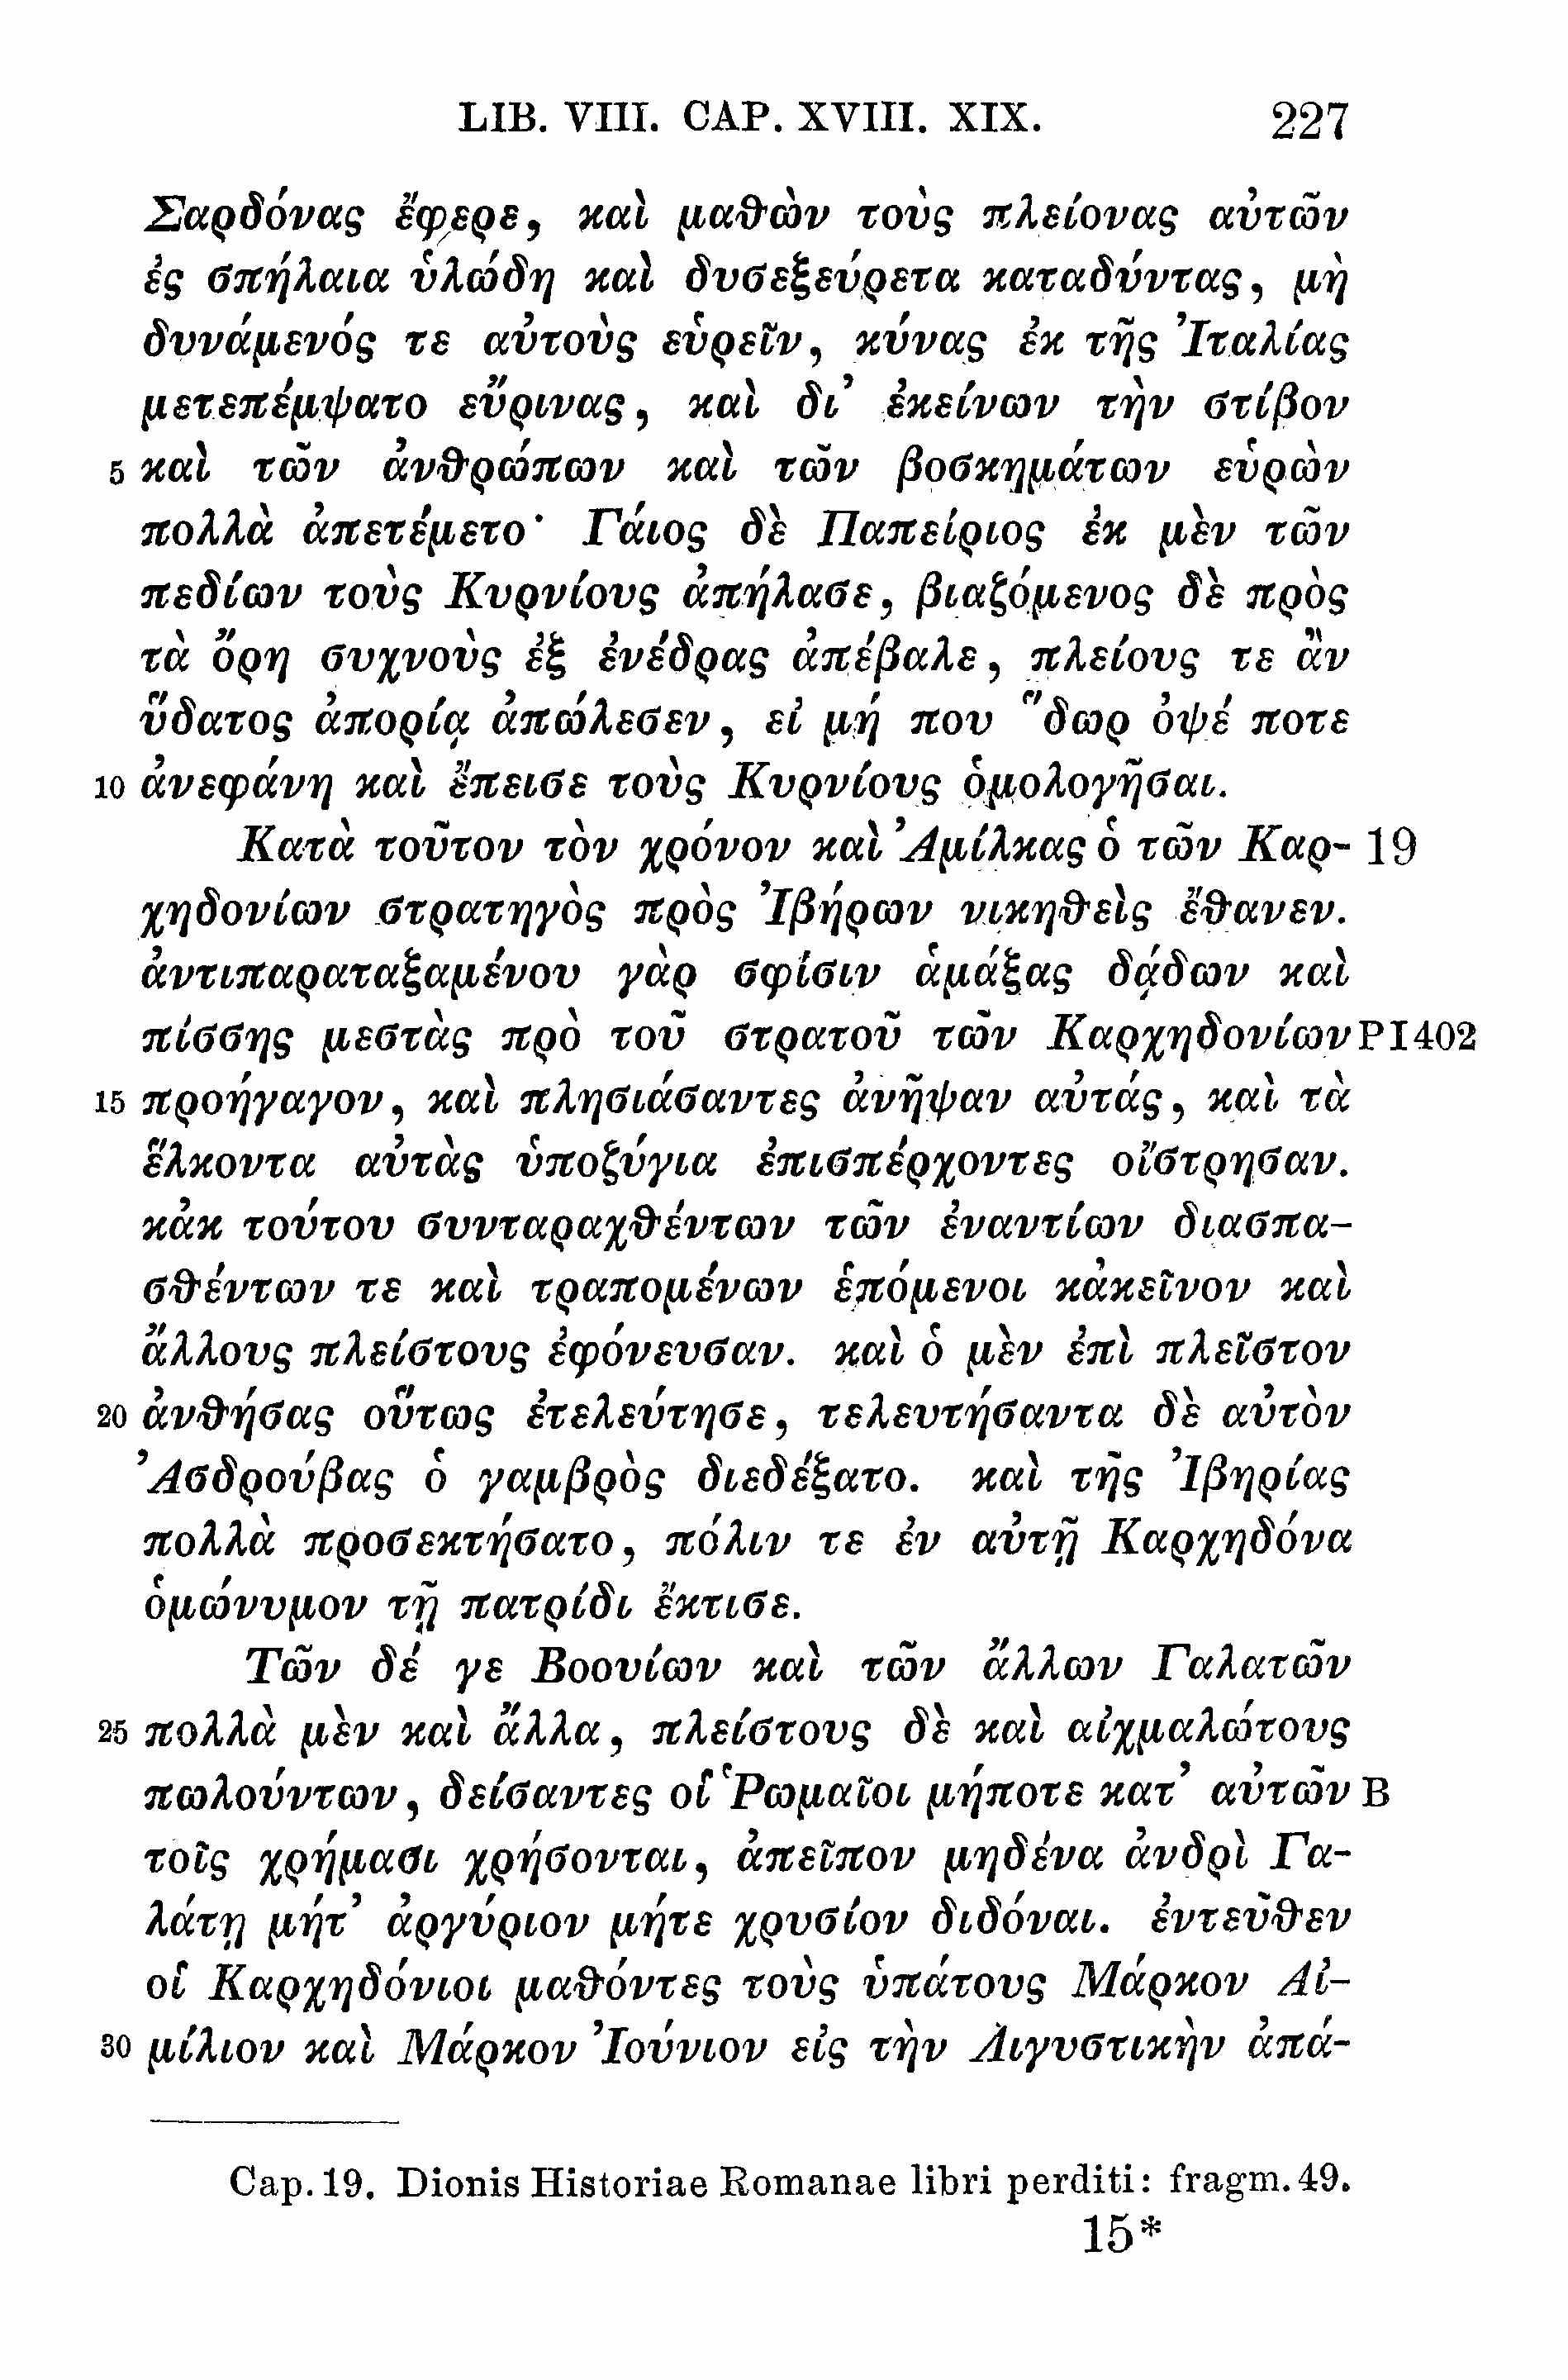 LIB. VIII. CAP. XVIII. XIX. 227
Σαρδόνας ἔφερε, καὶ μαθὼν τοὺς πλείονας αὐτῶν
ἐς σπήλαια ὑλώδη καὶ δυσεξεύρετα καταδύντας, μὴ
δυνάμενός τε αὐτοὺς εὑρεῖν, κύνας ἐκ τῆς Ἰταλίας
μετεπέμψατο εὔρινας, καὶ δι᾽ ἐκείνων τὴν στίβον
5 καὶ τῶν ἀνθρώπων καὶ τῶν βοσκημάτων εὑρὼν
πολλὰ ἀπετέμετο· Γάιος δὲ Παπείριος ἐκ μὲν τῶν
πεδίων τοὺς Κυρνίους ἀπήλασε, βιαζόμενος δὲ πρὸς
τὰ ὄρη συχνοὺς ἐξ ἐνέδρας ἀπέβαλε, πλείους τε ἂν
ὕδατος ἀπορίᾳ ἀπώλεσεν, εἰ μή που ῞δωρ ὀψέ ποτε
10 ἀνεφάνη καὶ ἔπεισε τοὺς Κυρνίους ὁμολογῆσαι.
Κατὰ τοῦτον τὸν χρόνον καὶ Ἀμίλκας ὁ τῶν Καρ- 19
χηδονίων στρατηγὸς πρὸς Ἰβήρων νικηθεὶς ἔθανεν.
ἀντιπαραταξαμένου γὰρ σφίσιν ἁμάξας δᾴδων καὶ
πίσσης μεστὰς πρὸ τοῦ στρατοῦ τῶν Καρχηδονίων PI402
15 προήγαγον, καὶ πλησιάσαντες ἀνῆψαν αὐτάς, καὶ τὰ
ἕλκοντα αὐτὰς ὑποζύγια ἐπισπέρχοντες οἴστρησαν.
κἀκ τούτου συνταραχθέντων τῶν ἐναντίων διασπα-
σθέντων τε καὶ τραπομένων ἑπόμενοι κἀκεῖνον καὶ
ἄλλους πλείστους ἐφόνευσαν. καὶ ὁ μὲν ἐπὶ πλεῖστον
20 ἀνθήσας οὕτως ἐτελεύτησε, τελευτήσαντα δὲ αὐτὸν
Ἀσδρούβας ὁ γαμβρὸς διεδέξατο. καὶ τῆς Ἰβηρίας
πολλὰ προσεκτήσατο, πόλιν τε ἐν αὐτῇ Καρχηδόνα
ὁμώνυμον τῇ πατρίδι ἔκτισε.
Τῶν δέ γε Βοουίων καὶ τῶν ἄλλων Γαλατῶν
25 πολλὰ μὲν καὶ ἄλλα, πλείστους δὲ καὶ αἰχμαλώτους
πωλούντων, δείσαντες οἱ Ῥωμαῖοι μήποτε κατ᾽ αὐτῶν B
τοῖς χρήμασι χρήσονται, ἀπεῖπον μηδένα ἀνδρὶ Γα-
λάτῃ μήτ᾽ ἀργύριον μήτε χρυσίον διδόναι. ἐντεῦθεν
οἱ Καρχηδόνιοι μαθόντες τοὺς ὑπάτους Μάρκον Αἰ-
30 μίλιον καὶ Μάρκον Ἰούνιον εἰς τὴν Λιγυστικὴν ἀπά-
Cap. 19. Dionis Historiae Romanae libri perditi: fragm. 49.
15*